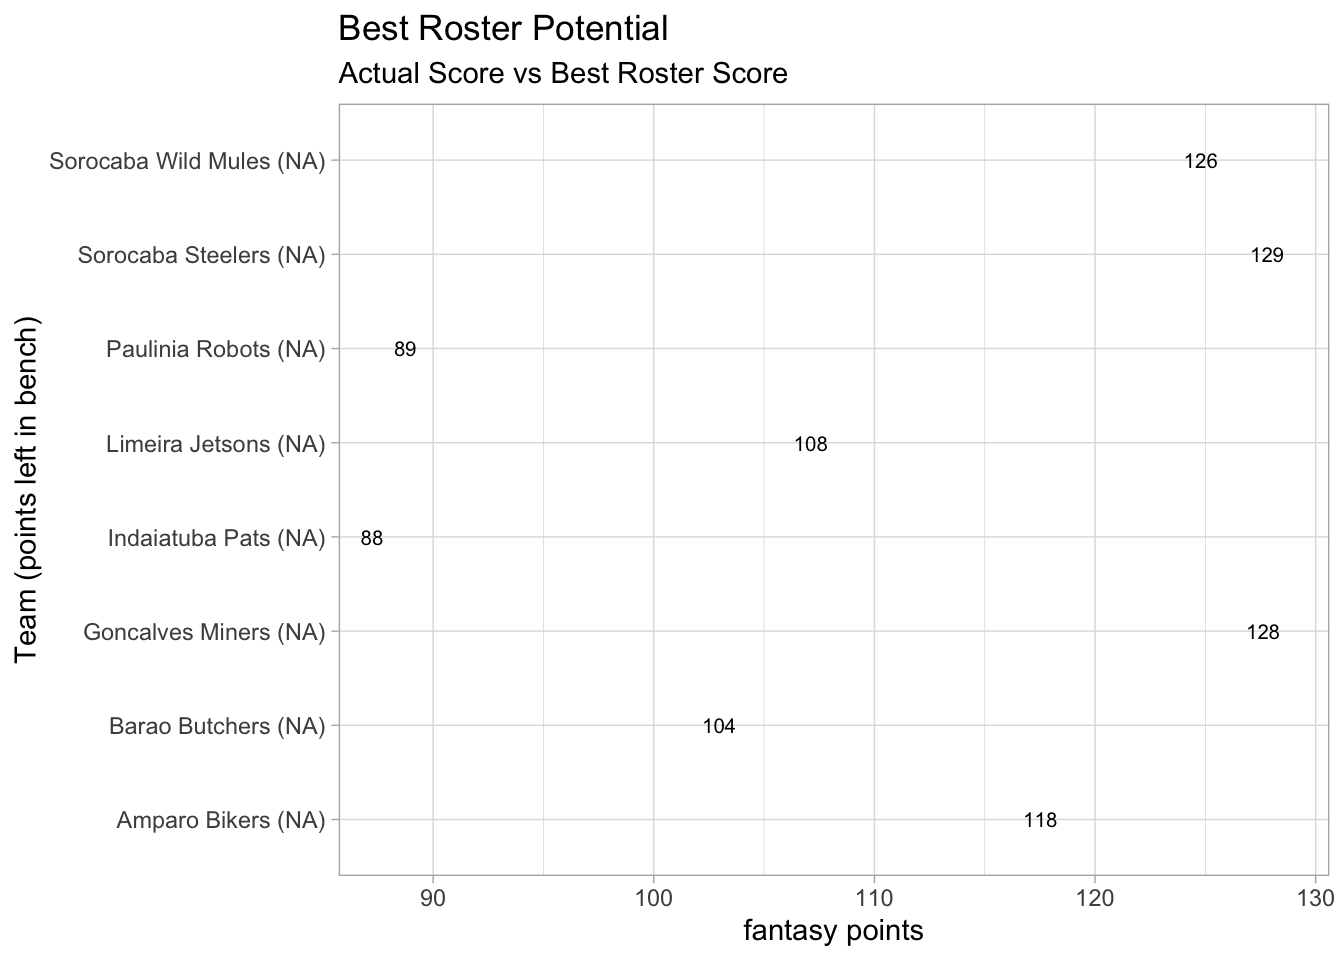 Best Roster Potential
Actual Score vs Best Roster Score
Team (points left in bench)
Sorocaba Wild Mules (NA) 126
Sorocaba Steelers (NA) 129
Paulinia Robots (NA) 89
Limeira Jetsons (NA) 108
Indaiatuba Pats (NA) 88
Goncalves Miners (NA) 128
Barao Butchers (NA) 104
Amparo Bikers (NA) 118
90 100 110 120 130
fantasy points